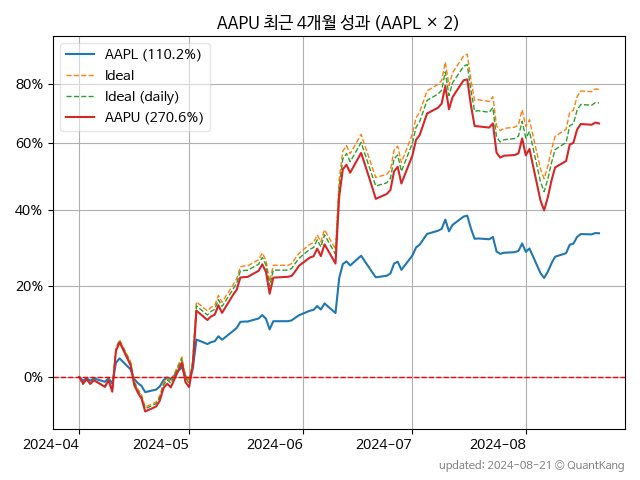 AAPU 최근 4개월 성과 (AAPL × 2)
AAPL (110.2%)
Ideal
Ideal (daily)
AAPU (270.6%)
80%
60%
40%
20%
0%
2024-04 2024-05 2024-06 2024-07 2024-08
updated: 2024-08-21 © QuantKang